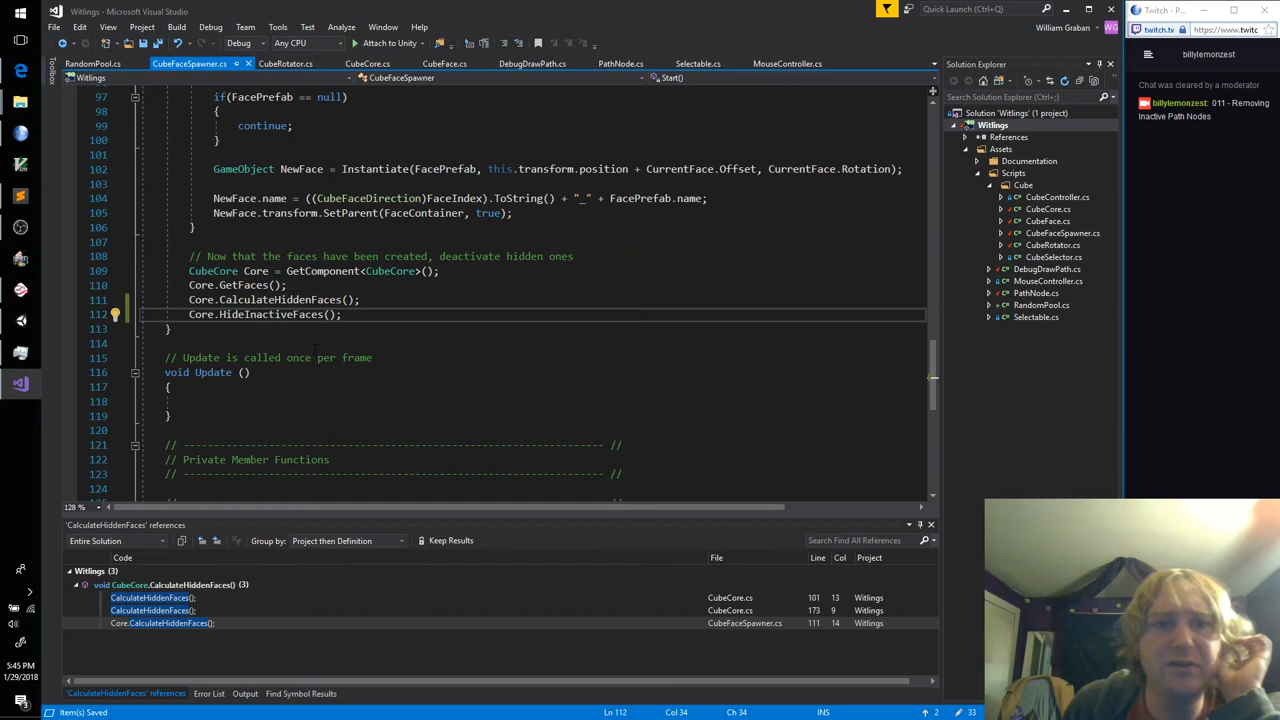 Witlings - Microsoft Visual Studio
Quick Launch (Ctrl+Q)
File Edit View Project Build Debug Team Tools Test Analyze Window Help
William Graban WG
Debug Any CPU Attach to Unity
RandomPool.cs CubeFaceSpawner.cs CubeRotator.cs CubeCore.cs CubeFace.cs DebugDrawPath.cs PathNode.cs Selectable.cs MouseController.cs
Witlings CubeFaceSpawner Start()
Toolbox
97 if(FacePrefab == null)
98 {
99 continue;
100 }
101
102 GameObject NewFace = Instantiate(FacePrefab, this.transform.position + CurrentFace.Offset, CurrentFace.Rotation);
103
104 NewFace.name = ((CubeFaceDirection)FaceIndex).ToString() + "_" + FacePrefab.name;
105 NewFace.transform.SetParent(FaceContainer, true);
106 }
107
108 // Now that the faces have been created, deactivate hidden ones
109 CubeCore Core = GetComponent<CubeCore>();
110 Core.GetFaces();
111 Core.CalculateHiddenFaces();
112 Core.HideInactiveFaces();
113 }
114
115 // Update is called once per frame
116 void Update ()
117 {
118
119 }
120
121 // ---------------------------------------------------------------------- //
122 // Private Member Functions
123 // ---------------------------------------------------------------------- //
124
128 %
Solution Explorer
Search Solution Explorer (Ctrl+;)
Solution 'Witlings' (1 project)
Witlings
References
Assets
Documentation
Scripts
Cube
CubeController.cs
CubeCore.cs
CubeFace.cs
CubeFaceSpawner.cs
CubeRotator.cs
CubeSelector.cs
DebugDrawPath.cs
MouseController.cs
PathNode.cs
RandomPool.cs
Selectable.cs
'CalculateHiddenFaces' references
Entire Solution Group by: Project then Definition Keep Results Search Find All References
Code File Line Col Project
Witlings (3)
void CubeCore.CalculateHiddenFaces() (3)
CalculateHiddenFaces(); CubeCore.cs 101 13 Witlings
CalculateHiddenFaces(); CubeCore.cs 173 9 Witlings
Core.CalculateHiddenFaces(); CubeFaceSpawner.cs 111 14 Witlings
'CalculateHiddenFaces' references Error List Output Find Symbol Results
Item(s) Saved Ln 112 Col 34 Ch 34 INS 2 33
5:45 PM
1/29/2018
3
Twitch - P...
twitch.tv https://www.twitc
billylemonzest
Chat was cleared by a moderator
billylemonzest: 011 - Removing
Inactive Path Nodes